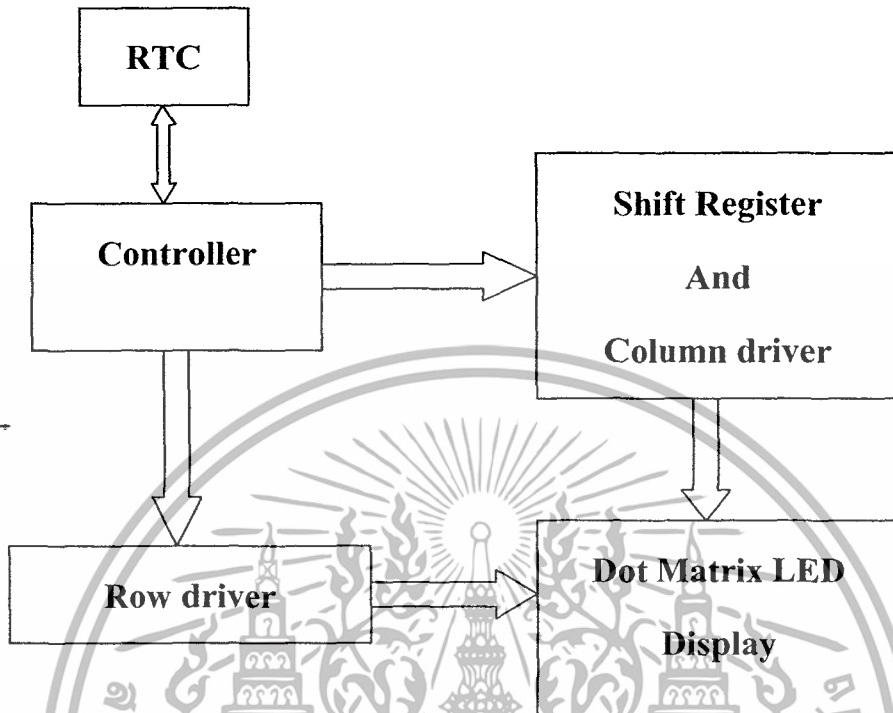 RTC
Controller
Shift Register
And
Column driver
Row driver
Dot Matrix LED
Display